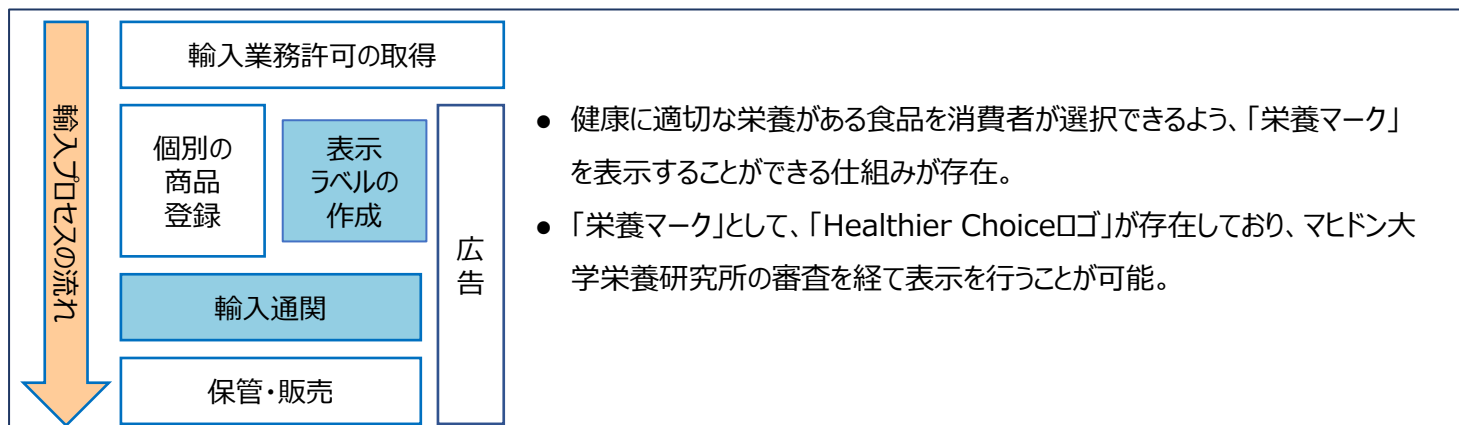 輸入プロセスの流れ
輸入業務許可の取得
個別の
商品
登録
表示
ラベルの
作成
広告
輸入通関
保管・販売
● 健康に適切な栄養がある食品を消費者が選択できるよう、「栄養マーク」
を表示することができる仕組みが存在。
● 「栄養マーク」として、「Healthier Choiceロゴ」が存在しており、マヒドン大
学栄養研究所の審査を経て表示を行うことが可能。